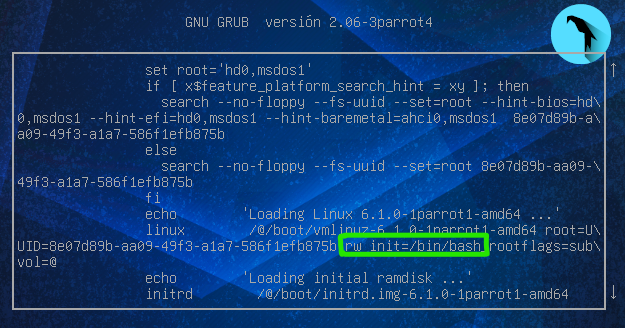 GNU GRUB versión 2.06-3parrot4
set root='hd0,msdos1'
if [ x$feature_platform_search_hint = xy ]; then
search --no-floppy --fs-uuid --set=root --hint-bios=hd\
0,msdos1 --hint-efi=hd0,msdos1 --hint-baremetal=ahci0,msdos1 8e07d89b-a\
a09-49f3-a1a7-586f1efb875b
else
search --no-floppy --fs-uuid --set=root 8e07d89b-aa09-\
49f3-a1a7-586f1efb875b
fi
echo 'Loading Linux 6.1.0-1parrot1-amd64 ...'
linux /@/boot/vmlinuz-6.1.0-1parrot1-amd64 root=U\
UID=8e07d89b-aa09-49f3-a1a7-586f1efb875b rw init=/bin/bash rootflags=sub\
vol=@
echo 'Loading initial ramdisk ...'
initrd /@/boot/initrd.img-6.1.0-1parrot1-amd64